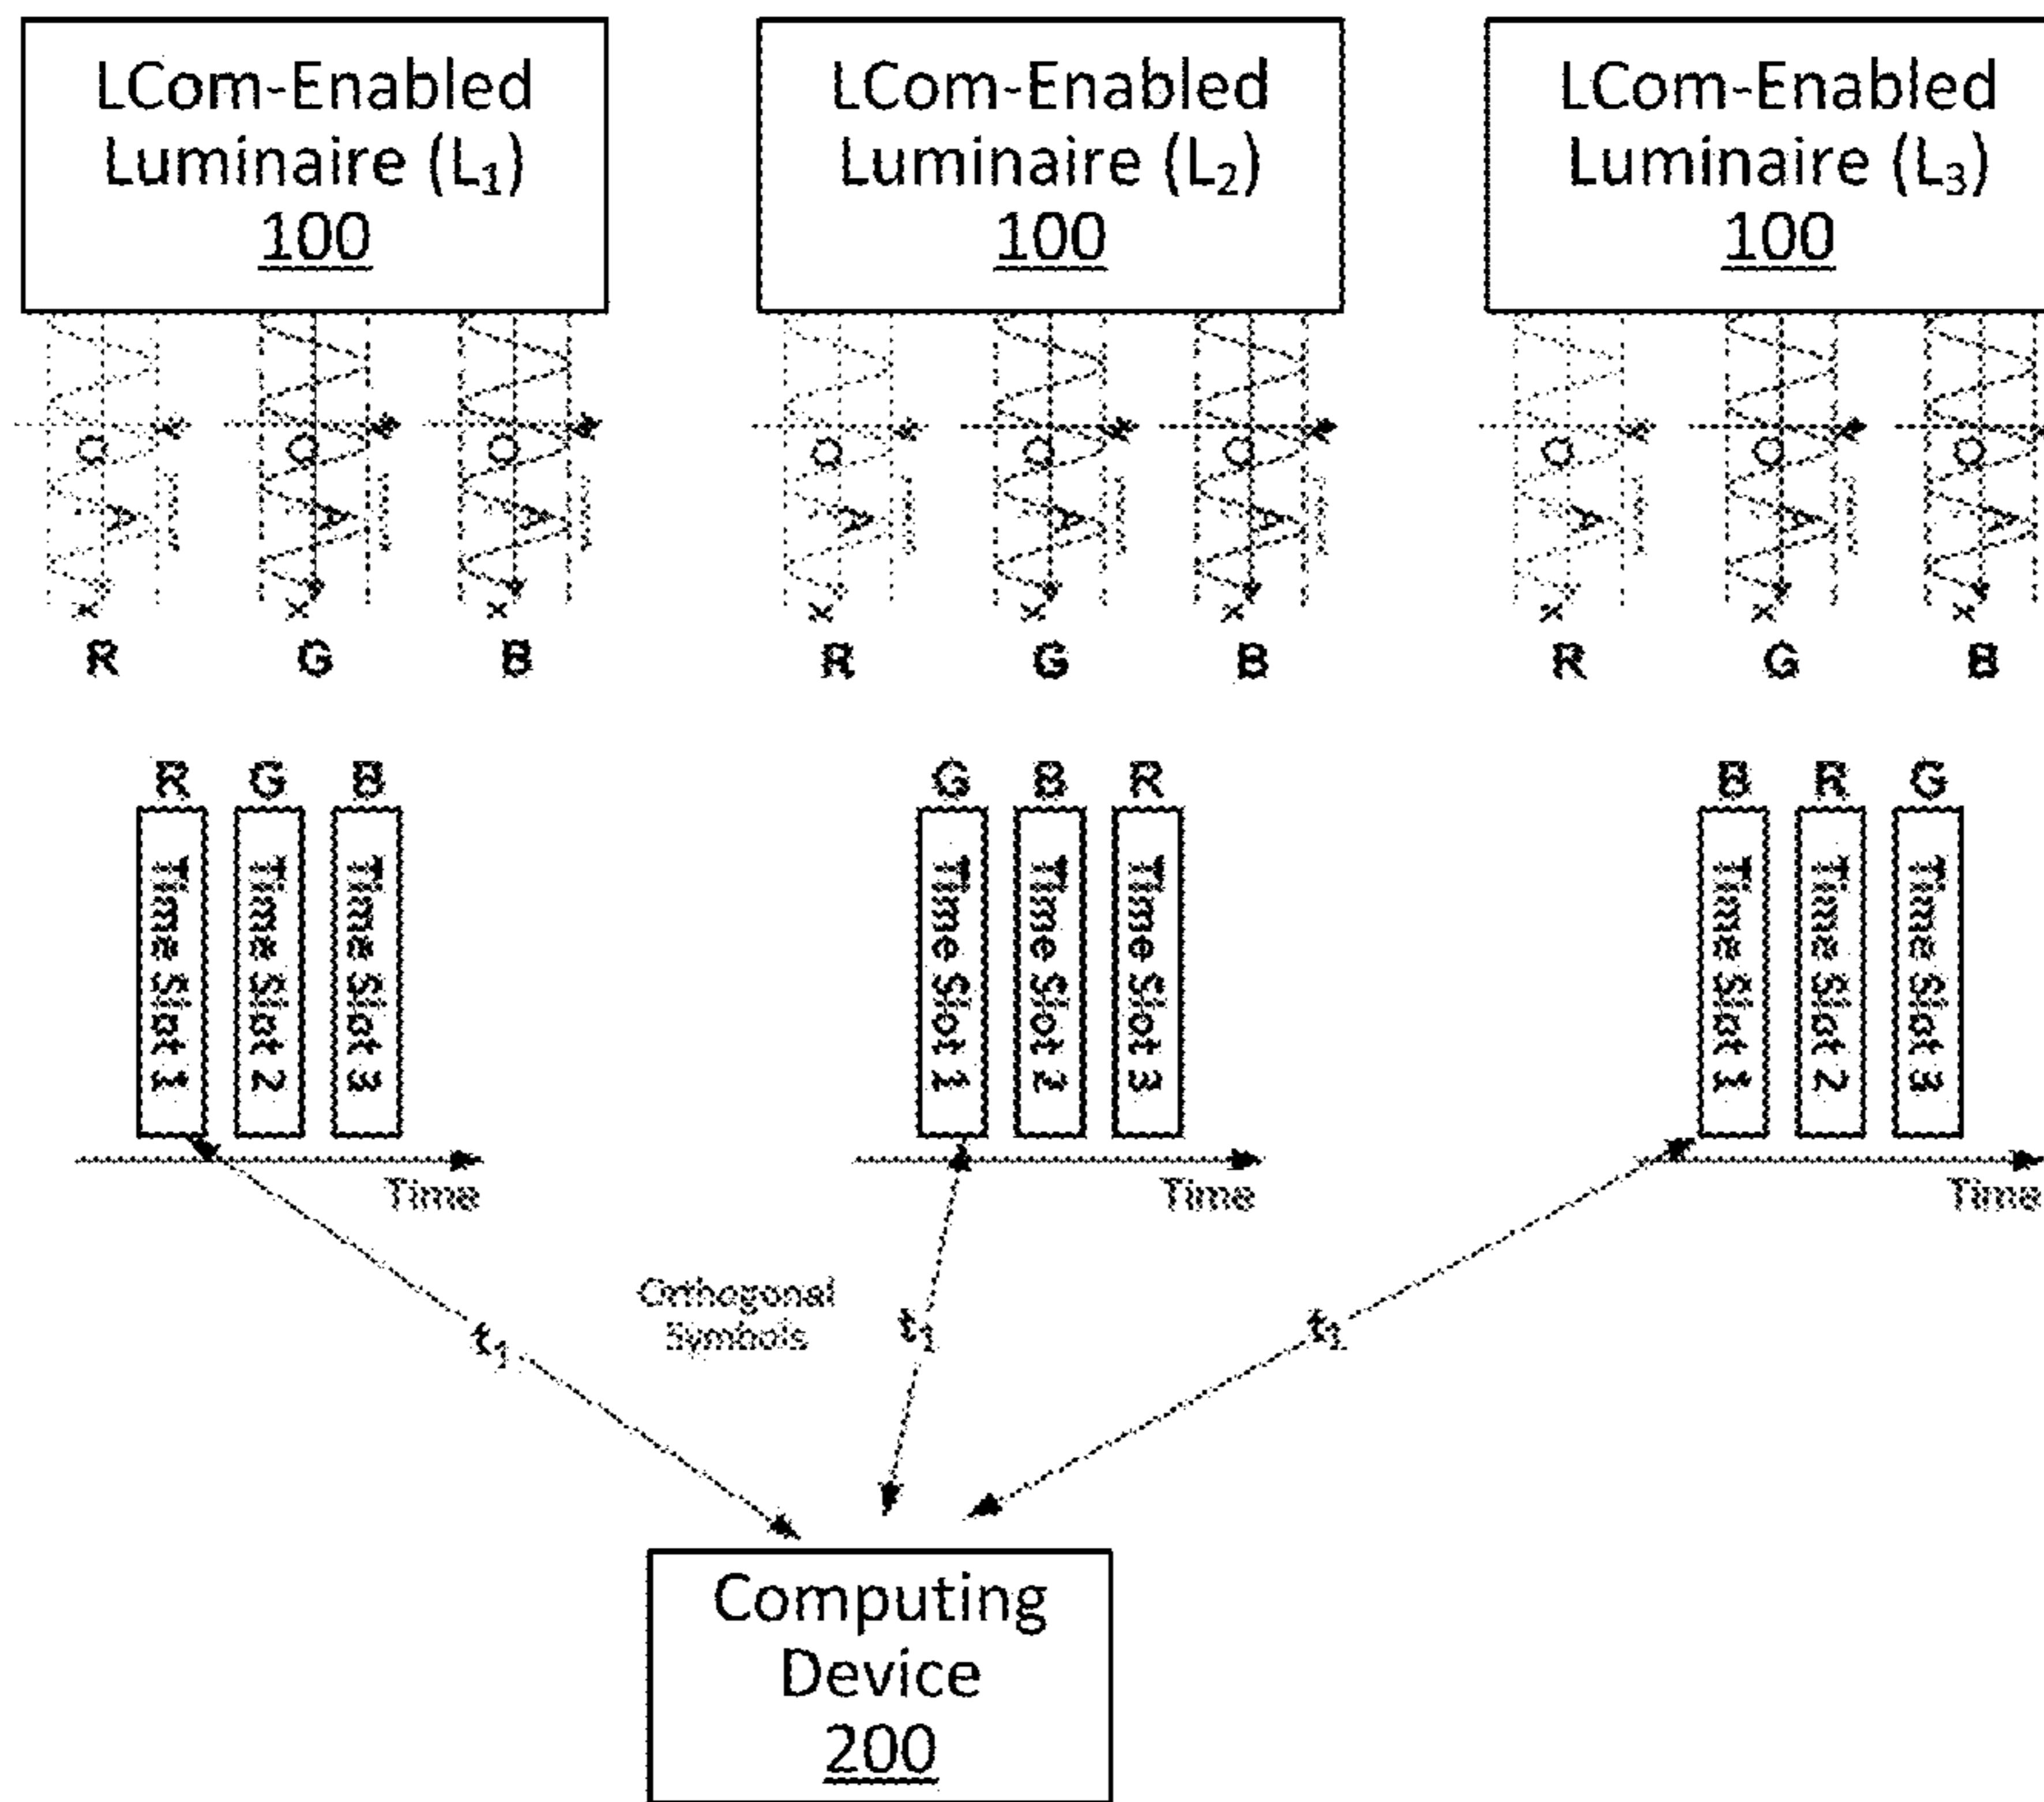 LCom-Enabled
Luminaire (L₁)
100
LCom-Enabled
Luminaire (L₂)
100
LCom-Enabled
Luminaire (L₃)
100
O
A
x
O
A
x
O
A
x
O
A
x
O
A
x
O
A
x
O
A
x
O
A
x
O
A
x
R G B
R G B
R G B
R G B
Time Slot 1
Time Slot 2
Time Slot 3
Time
G B R
Time Slot 1
Time Slot 2
Time Slot 3
Time
B R G
Time Slot 1
Time Slot 2
Time Slot 3
Time
t₁
Orthogonal
Symbols
t₁
t₁
Computing
Device
200